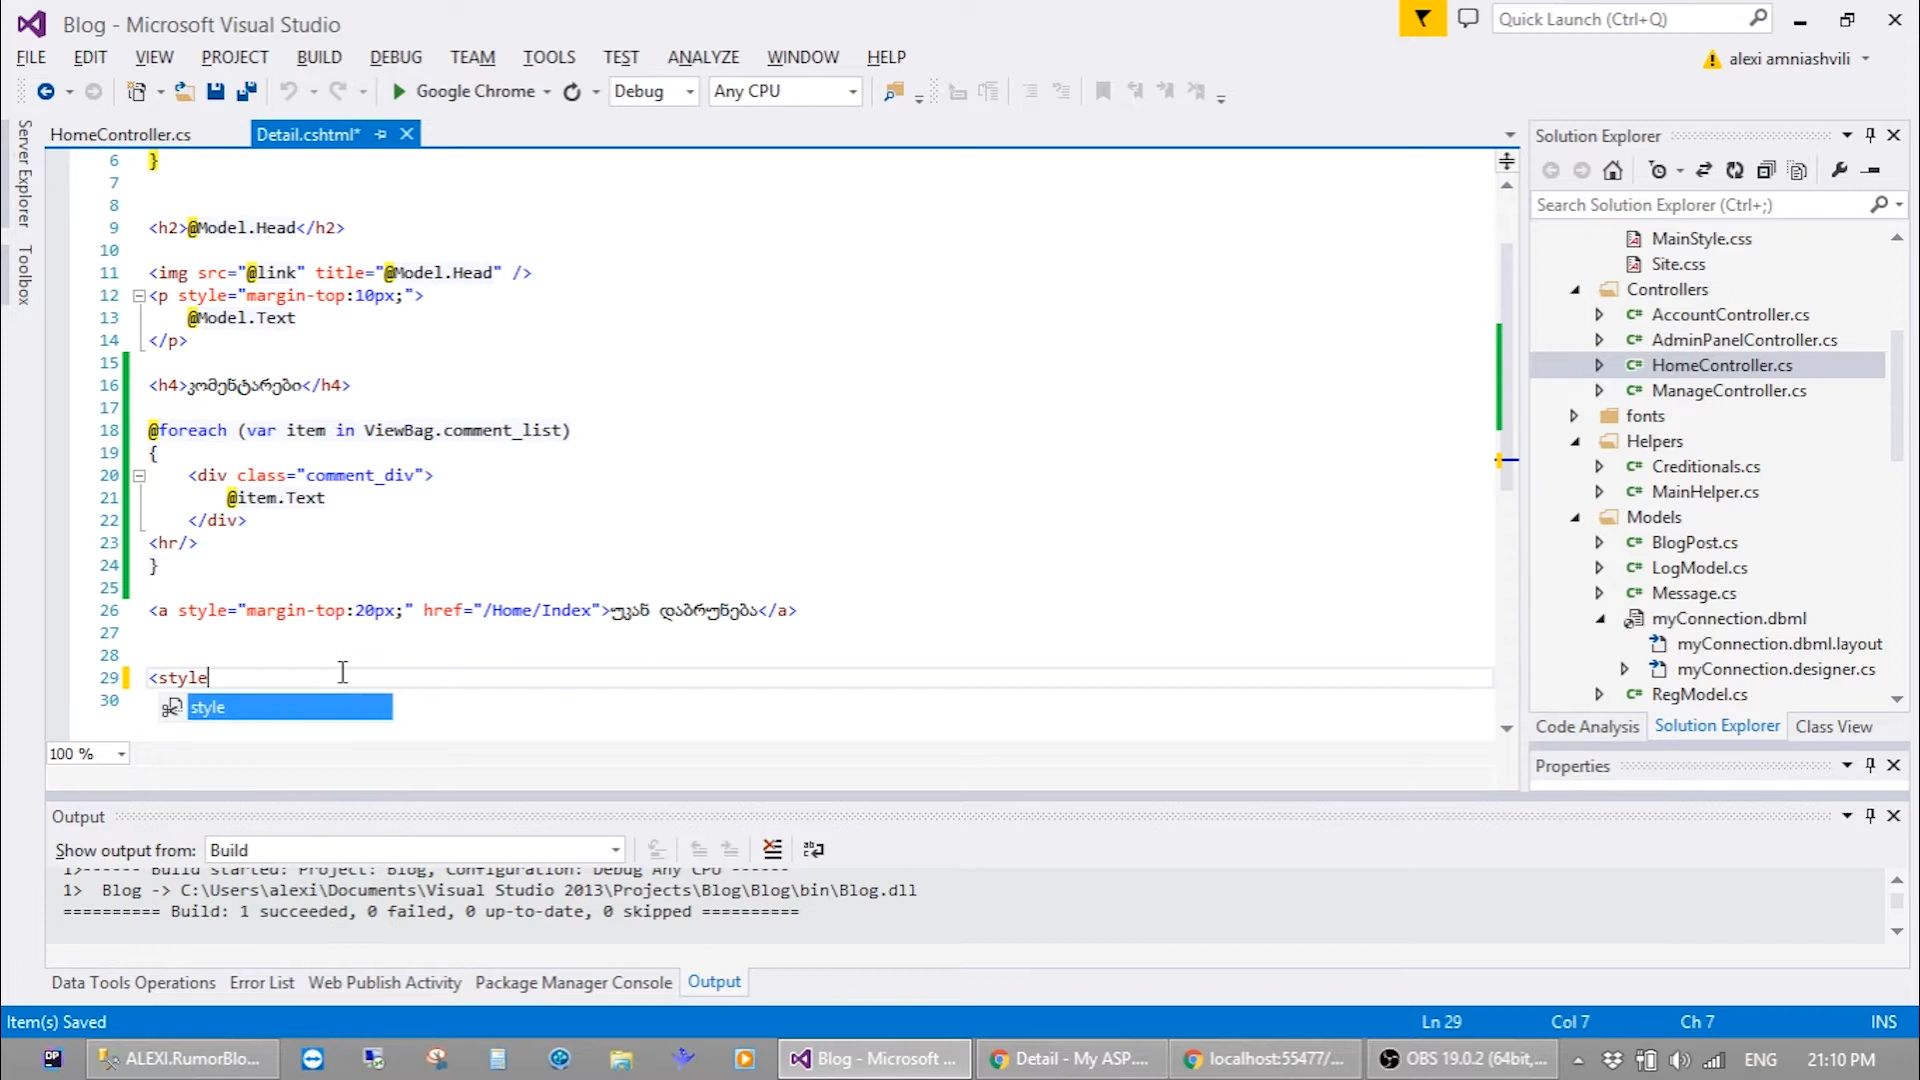 Blog - Microsoft Visual Studio
Quick Launch (Ctrl+Q)
FILE EDIT VIEW PROJECT BUILD DEBUG TEAM TOOLS TEST ANALYZE WINDOW HELP
alexi amniashvili
Google Chrome Debug Any CPU
Server Explorer
Toolbox
HomeController.cs Detail.cshtml*
6 }
7
8
9 <h2>@Model.Head</h2>
10
11 <img src="@link" title="@Model.Head" />
12 <p style="margin-top:10px;">
13 @Model.Text
14 </p>
15
16 <h4>კომენტარები</h4>
17
18 @foreach (var item in ViewBag.comment_list)
19 {
20 <div class="comment_div">
21 @item.Text
22 </div>
23 <hr/>
24 }
25
26 <a style="margin-top:20px;" href="/Home/Index">უკან დაბრუნება</a>
27
28
29 <style
30
style
100 %
Solution Explorer
Search Solution Explorer (Ctrl+;)
MainStyle.css
Site.css
Controllers
C# AccountController.cs
C# AdminPanelController.cs
C# HomeController.cs
C# ManageController.cs
fonts
Helpers
C# Creditionals.cs
C# MainHelper.cs
Models
C# BlogPost.cs
C# LogModel.cs
C# Message.cs
myConnection.dbml
myConnection.dbml.layout
myConnection.designer.cs
C# RegModel.cs
Code Analysis Solution Explorer Class View
Properties
Output
Show output from: Build
1>------ Build started: Project: Blog, Configuration: Debug Any CPU ------
1> Blog -> C:\Users\alexi\Documents\Visual Studio 2013\Projects\Blog\Blog\bin\Blog.dll
========== Build: 1 succeeded, 0 failed, 0 up-to-date, 0 skipped ==========
Data Tools Operations Error List Web Publish Activity Package Manager Console Output
Item(s) Saved Ln 29 Col 7 Ch 7 INS
DP ALEXI.RumorBlo... Blog - Microsoft ... Detail - My ASP.... localhost:55477/... OBS 19.0.2 (64bit,... ENG 21:10 PM